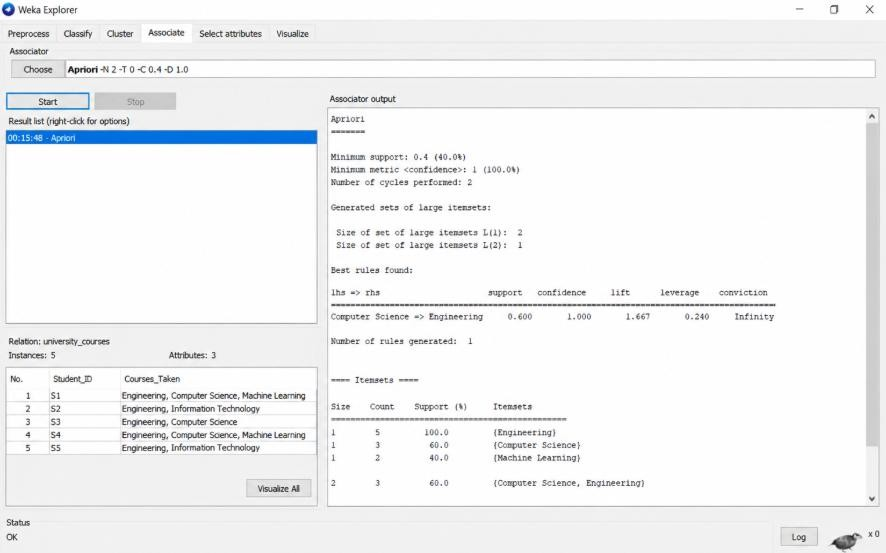 Weka Explorer
Preprocess Classify Cluster Associate Select attributes Visualize
Associator
Choose Apriori -N 2 -T 0 -C 0.4 -D 1.0
Start Stop
Result list (right-click for options)
00:15:48 - Apriori
Relation: university_courses
Instances: 5 Attributes: 3
No. Student_ID Courses_Taken
1 S1 Engineering, Computer Science, Machine Learning
2 S2 Engineering, Information Technology
3 S3 Engineering, Computer Science
4 S4 Engineering, Computer Science, Machine Learning
5 S5 Engineering, Information Technology
Visualize All
Associator output
Apriori
=======
Minimum support: 0.4 (40.0%)
Minimum metric <confidence>: 1 (100.0%)
Number of cycles performed: 2
Generated sets of large itemsets:
Size of set of large itemsets L(1): 2
Size of set of large itemsets L(2): 1
Best rules found:
lhs => rhs support confidence lift leverage conviction
Computer Science => Engineering 0.600 1.000 1.667 0.240 Infinity
Number of rules generated: 1
==== Itemsets ====
Size Count Support (%) Itemsets
1 5 100.0 {Engineering}
1 3 60.0 {Computer Science}
1 2 40.0 {Machine Learning}
2 3 60.0 {Computer Science, Engineering}
Status
OK
Log x 0